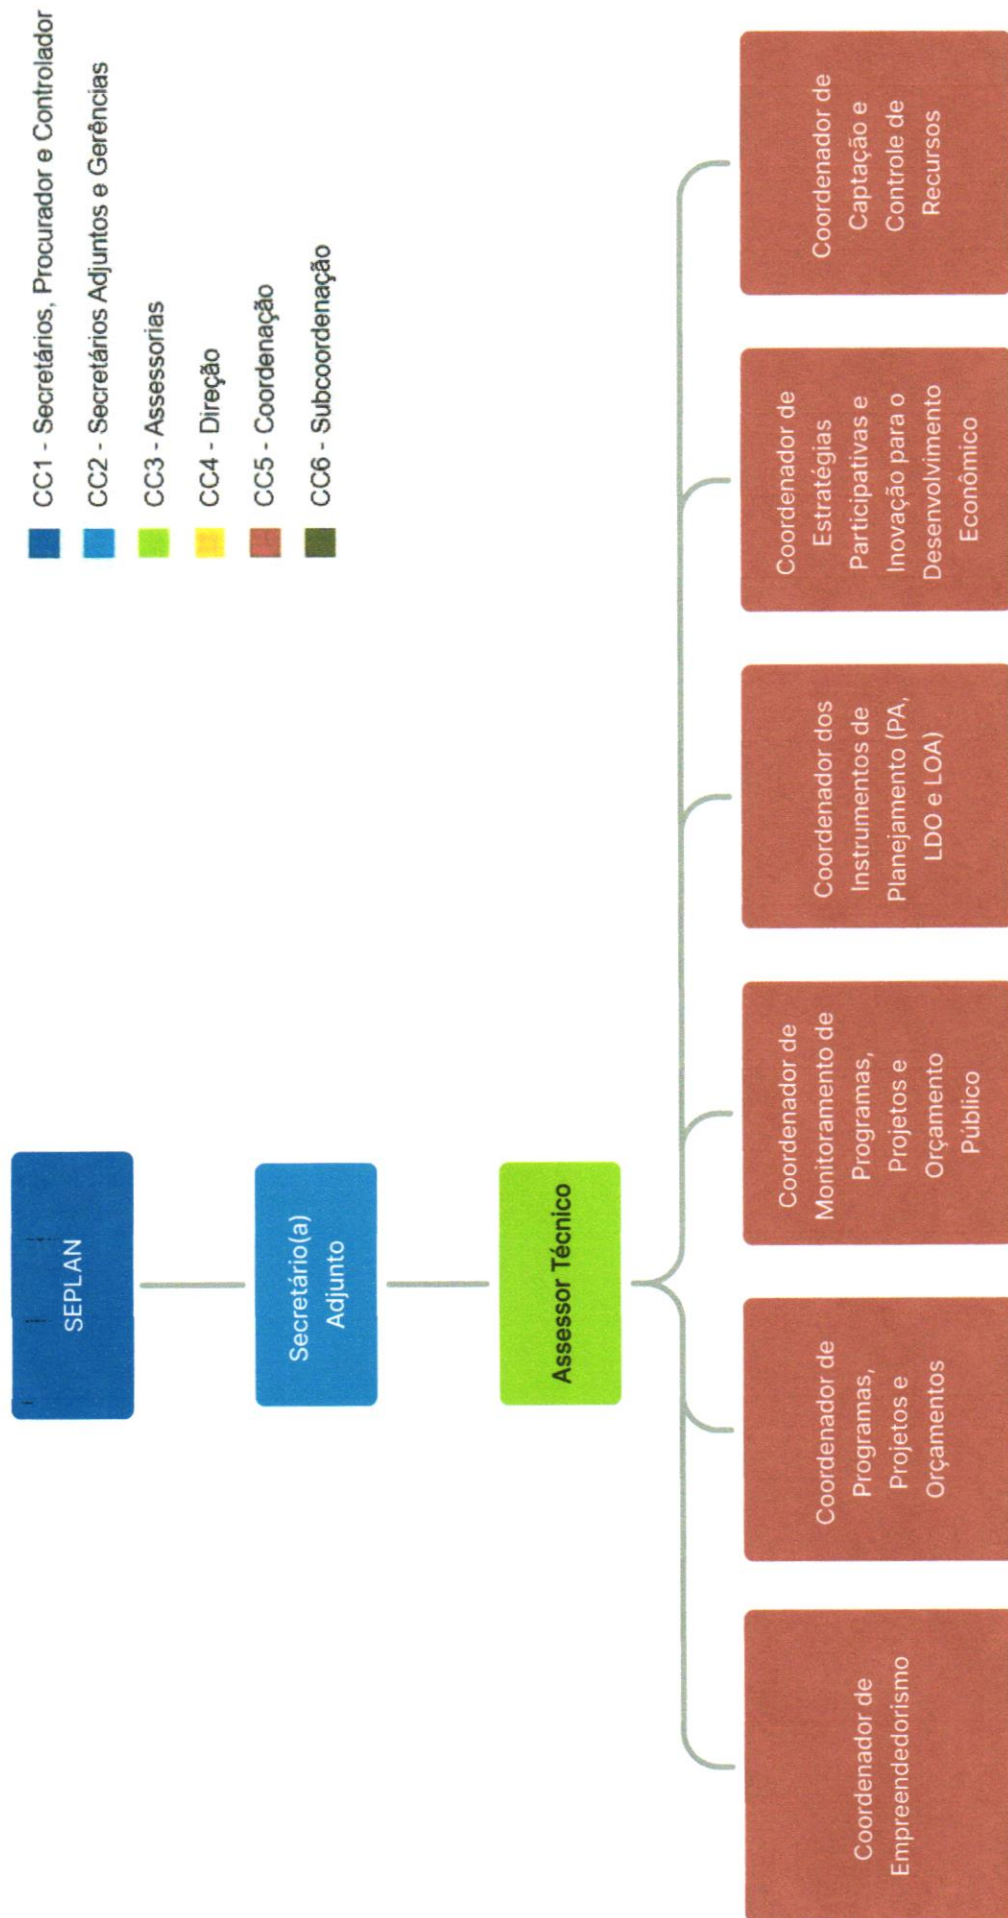 CC1 - Secretários, Procurador e Controlador
CC2 - Secretários Adjuntos e Gerências
CC3 - Assessorias
CC4 - Direção
CC5 - Coordenação
CC6 - Subcoordenação
SEPLAN
Secretário(a)
Adjunto
Assessor Técnico
Coordenador de
Empreendedorismo
Coordenador de
Programas,
Projetos e
Orçamentos
Coordenador de
Monitoramento de
Programas,
Projetos e
Orçamento
Público
Coordenador dos
Instrumentos de
Planejamento (PA,
LDO e LOA)
Coordenador de
Estratégias
Participativas e
Inovação para o
Desenvolvimento
Econômico
Coordenador de
Captação e
Controle de
Recursos